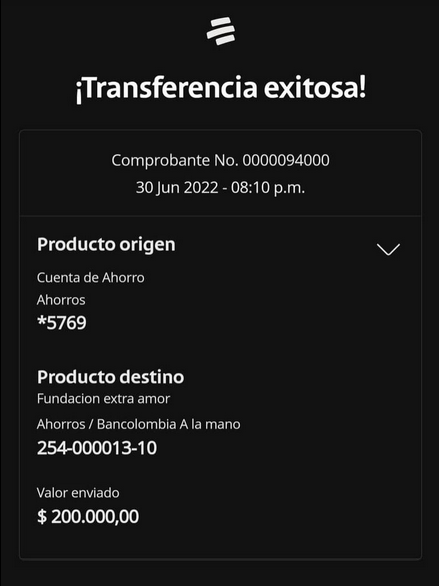 ¡Transferencia exitosa!
Comprobante No. 0000094000
30 Jun 2022 - 08:10 p.m.
Producto origen
Cuenta de Ahorro
Ahorros
*5769
Producto destino
Fundacion extra amor
Ahorros / Bancolombia A la mano
254-000013-10
Valor enviado
$ 200.000,00